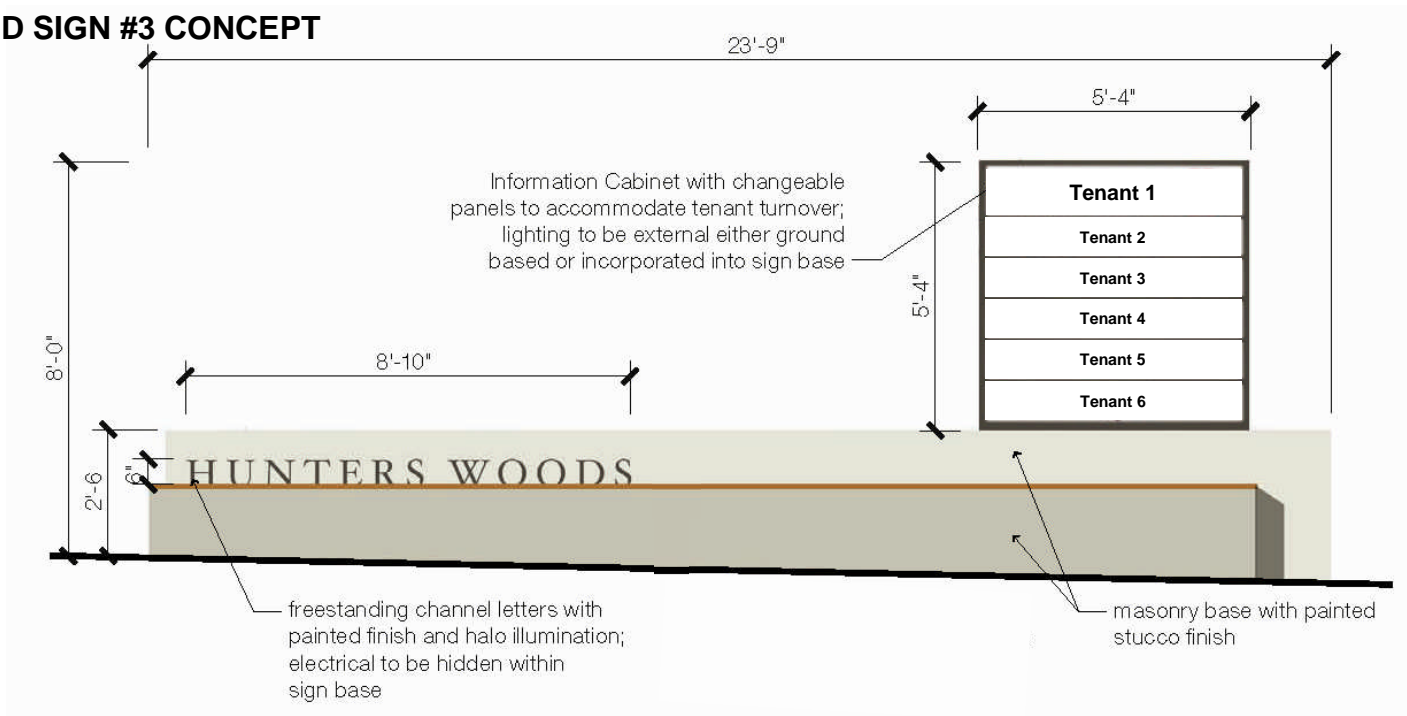 D SIGN #3 CONCEPT
23'-9"
5'-4"
Information Cabinet with changeable
panels to accommodate tenant turnover;
lighting to be external either ground
based or incorporated into sign base
Tenant 1
Tenant 2
Tenant 3
Tenant 4
Tenant 5
Tenant 6
5'-4"
8'-0"
8'-10"
2'-6
6"
HUNTERS WOODS
freestanding channel letters with
painted finish and halo illumination;
electrical to be hidden within
sign base
masonry base with painted
stucco finish